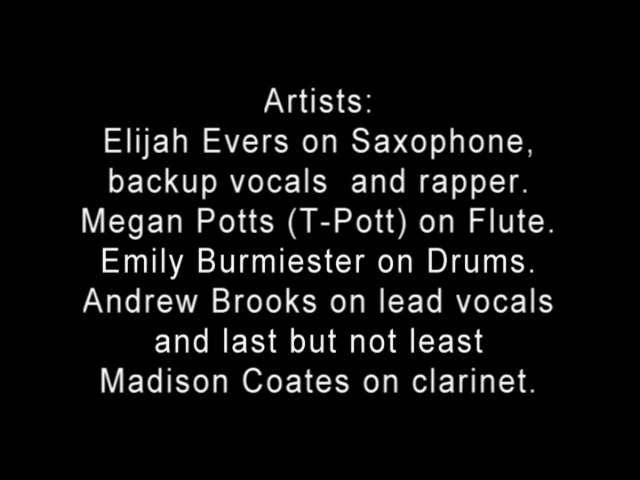 Artists:
Elijah Evers on Saxophone,
backup vocals  and rapper.
Megan Potts (T-Pott) on Flute.
Emily Burmiester on Drums.
Andrew Brooks on lead vocals
and last but not least
Madison Coates on clarinet.